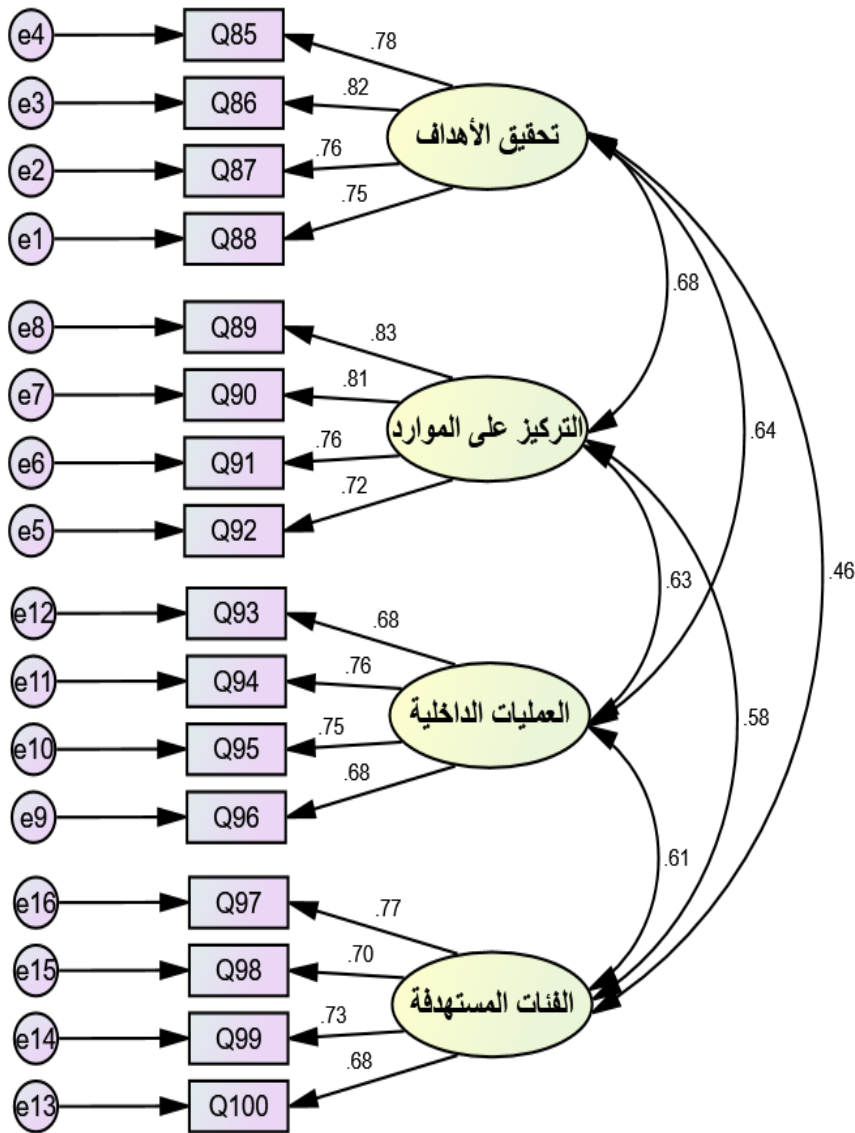 e4 Q85 .78
e3 Q86 .82
تحقيق الأهداف
e2 Q87 .76
e1 Q88 .75
.68
e8 Q89 .83
e7 Q90 .81
التركيز على الموارد
.64
e6 Q91 .76
e5 Q92 .72
.46
.63
e12 Q93 .68
e11 Q94 .76
العمليات الداخلية
.58
e10 Q95 .75
e9 Q96 .68
.61
e16 Q97 .77
e15 Q98 .70
الفئات المستهدفة
e14 Q99 .73
e13 Q100 .68